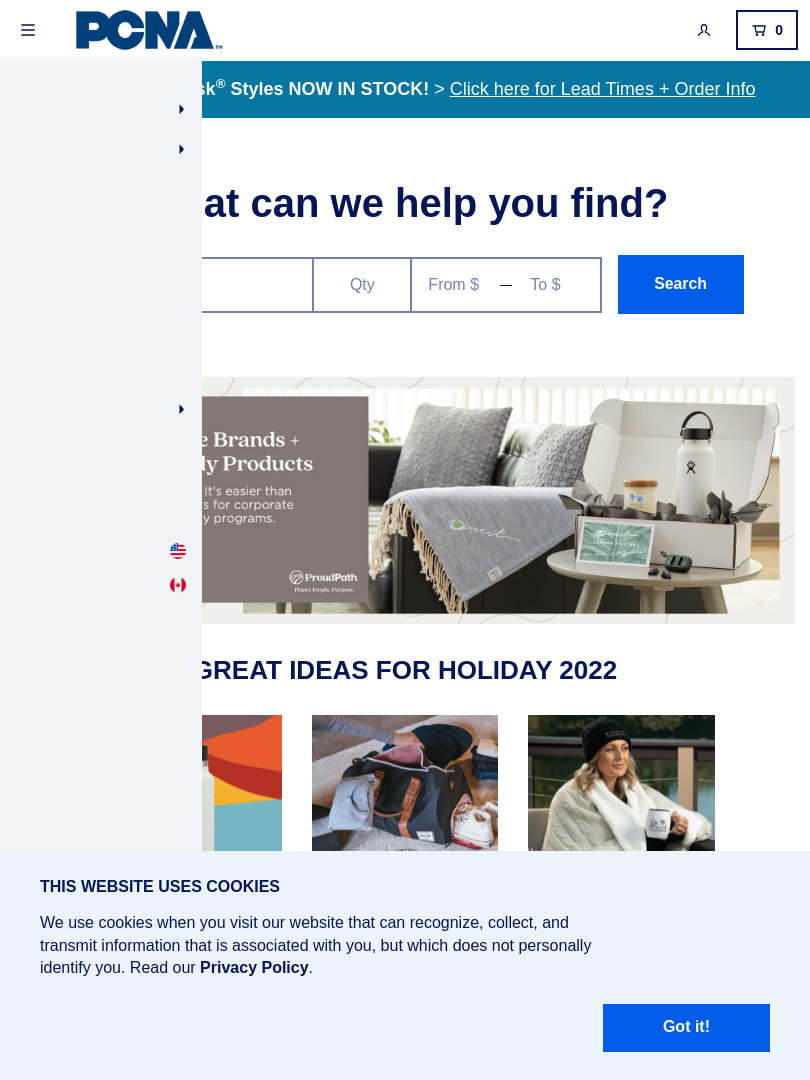 PCNA™
0
® Styles NOW IN STOCK! > Click here for Lead Times + Order Info
at can we help you find?
Qty
From $ — To $
Search
e Brands +
ly Products
It's easier than
ts for corporate
y programs.
ProudPath
Planet. People. Purpose.
nest
GREAT IDEAS FOR HOLIDAY 2022
THIS WEBSITE USES COOKIES
We use cookies when you visit our website that can recognize, collect, and
transmit information that is associated with you, but which does not personally
identify you. Read our Privacy Policy.
Got it!